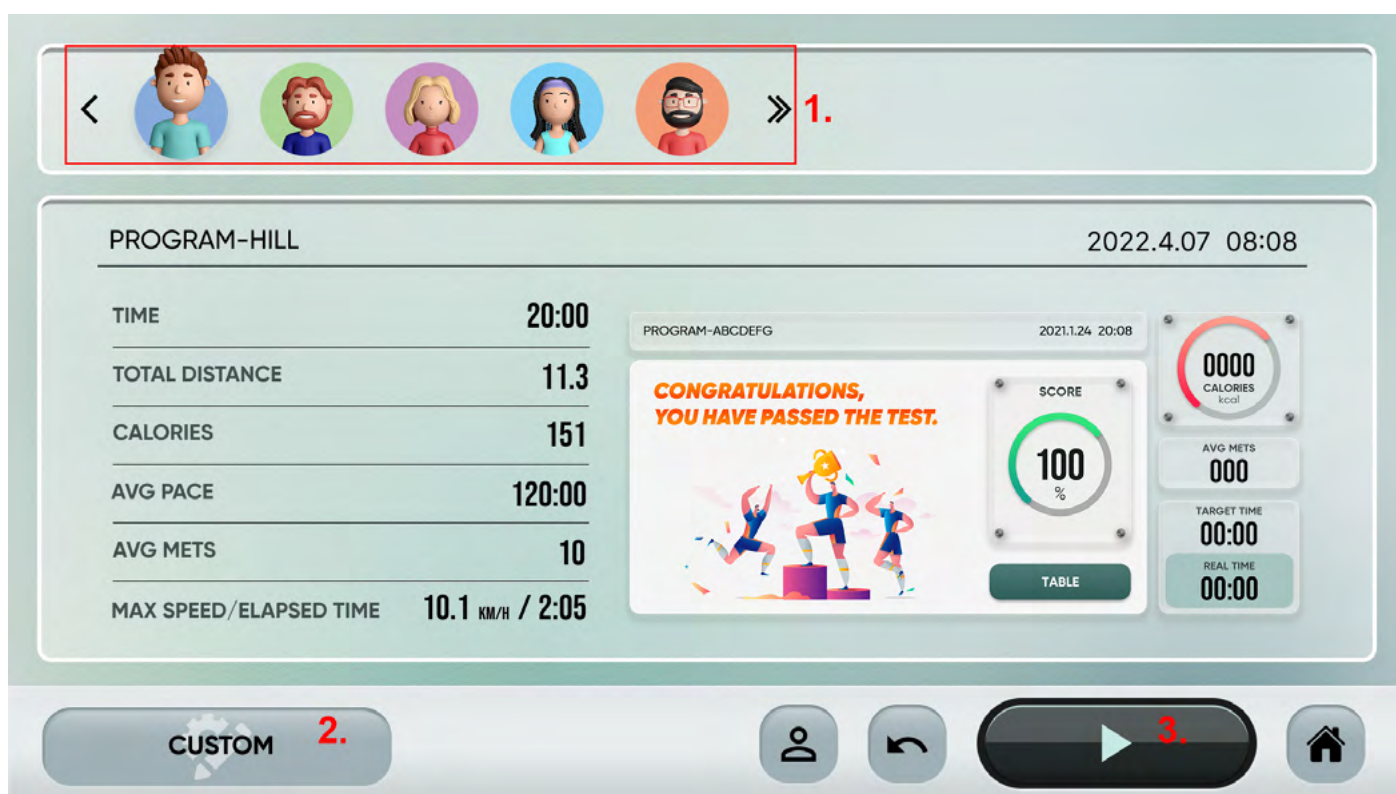 1.
PROGRAM-HILL
2022.4.07 08:08
TIME 20:00
TOTAL DISTANCE 11.3
CALORIES 151
AVG PACE 120:00
AVG METS 10
MAX SPEED/ELAPSED TIME 10.1 KM/H / 2:05
PROGRAM-ABCDEFG
2021.1.24 20:08
CONGRATULATIONS,
YOU HAVE PASSED THE TEST.
SCORE
100
%
TABLE
0000
CALORIES
kcal
AVG METS
000
TARGET TIME
00:00
REAL TIME
00:00
CUSTOM 2.
3.